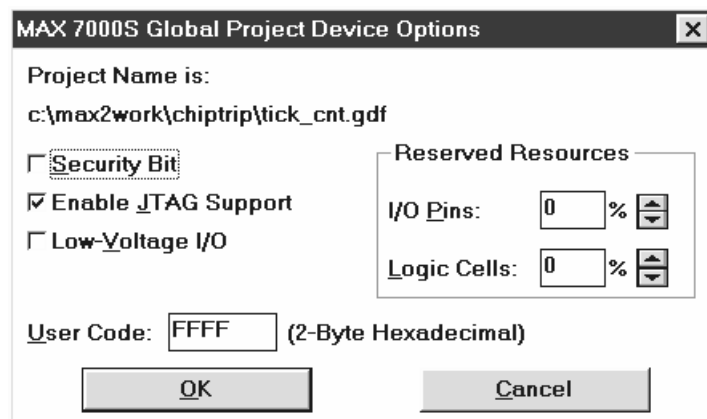 MAX 7000S Global Project Device Options
Project Name is:
c:\max2work\chiptrip\tick_cnt.gdf
Security Bit
Enable JTAG Support
Low-Voltage I/O
Reserved Resources
I/O Pins: 0 %
Logic Cells: 0 %
User Code: FFFF (2-Byte Hexadecimal)
OK
Cancel